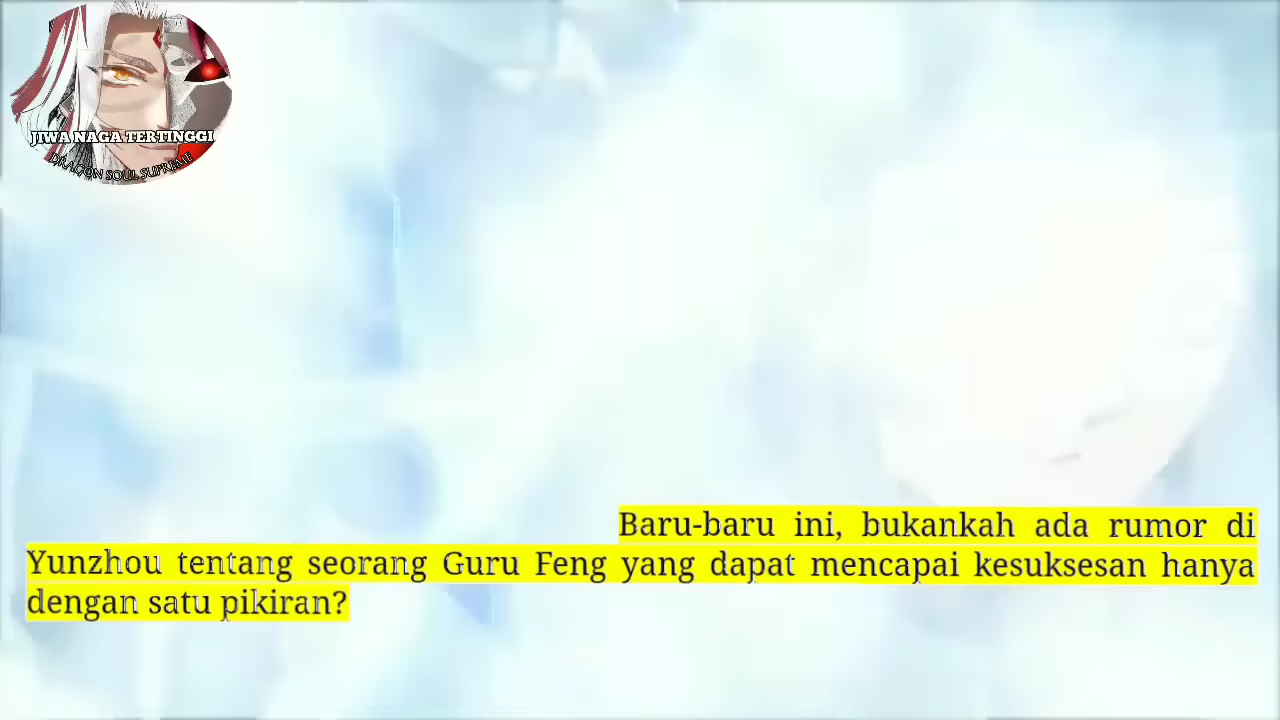 JIWA NAGA TERTINGGI
DRAGON SOUL SUPREME
Baru-baru ini, bukankah ada rumor di
Yunzhou tentang seorang Guru Feng yang dapat mencapai kesuksesan hanya
dengan satu pikiran?